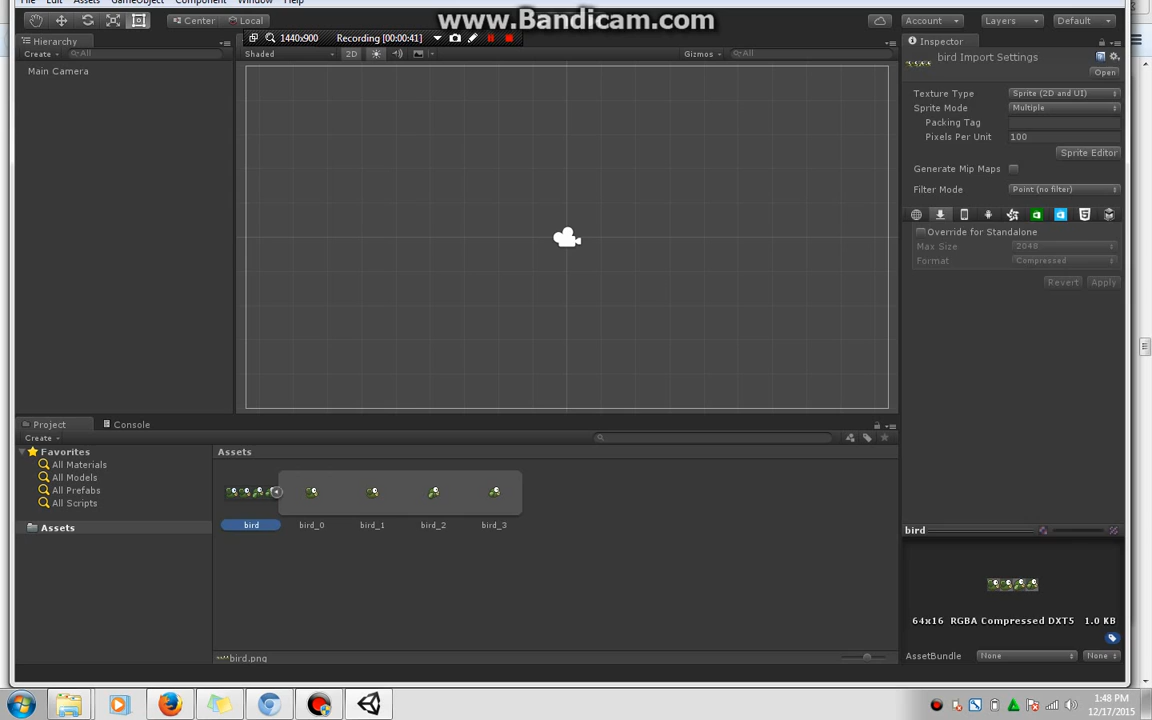 File Edit Assets GameObject Component Window Help
www.Bandicam.com
Center Local
Account Layers Default
1440x900 Recording [00:00:41]
Hierarchy
Create All
Main Camera
Shaded 2D Gizmos All
Inspector
bird Import Settings
Open
Texture Type Sprite (2D and UI)
Sprite Mode Multiple
Packing Tag
Pixels Per Unit 100
Sprite Editor
Generate Mip Maps
Filter Mode Point (no filter)
Override for Standalone
Max Size 2048
Format Compressed
Revert Apply
Project Console
Create
Favorites
All Materials
All Models
All Prefabs
All Scripts
Assets
Assets
bird bird_0 bird_1 bird_2 bird_3
bird.png
bird
64x16 RGBA Compressed DXT5 1.0 KB
AssetBundle None None
1:48 PM
12/17/2015